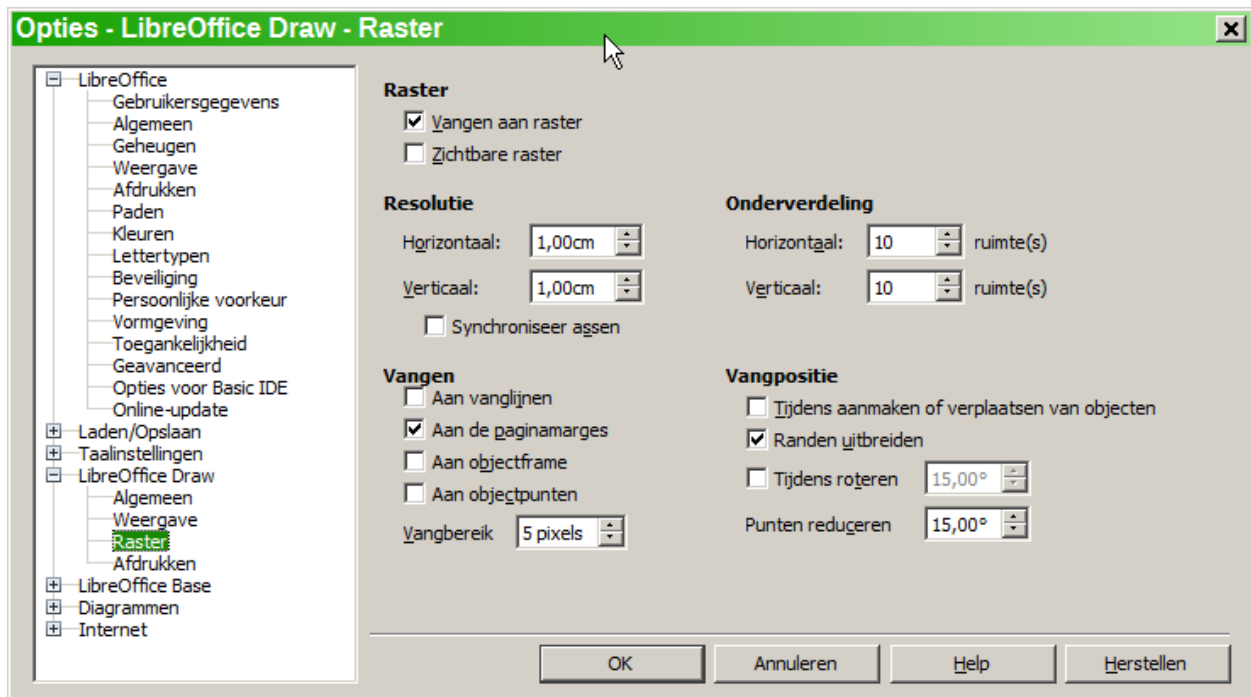 Opties - LibreOffice Draw - Raster
LibreOffice
Gebruikersgegevens
Algemeen
Geheugen
Weergave
Afdrukken
Paden
Kleuren
Lettertypen
Beveiliging
Persoonlijke voorkeur
Vormgeving
Toegankelijkheid
Geavanceerd
Opties voor Basic IDE
Online-update
Laden/Opslaan
Taalinstellingen
LibreOffice Draw
Algemeen
Weergave
Raster
Afdrukken
LibreOffice Base
Diagrammen
Internet
Raster
Vangen aan raster
Zichtbare raster
Resolutie
Horizontaal: 1,00cm
Verticaal: 1,00cm
Synchroniseer assen
Onderverdeling
Horizontaal: 10 ruimte(s)
Verticaal: 10 ruimte(s)
Vangen
Aan vanglijnen
Aan de paginamarges
Aan objectframe
Aan objectpunten
Vangbereik 5 pixels
Vangpositie
Tijdens aanmaken of verplaatsen van objecten
Randen uitbreiden
Tijdens roteren 15,00°
Punten reduceren 15,00°
OK Annuleren Help Herstellen